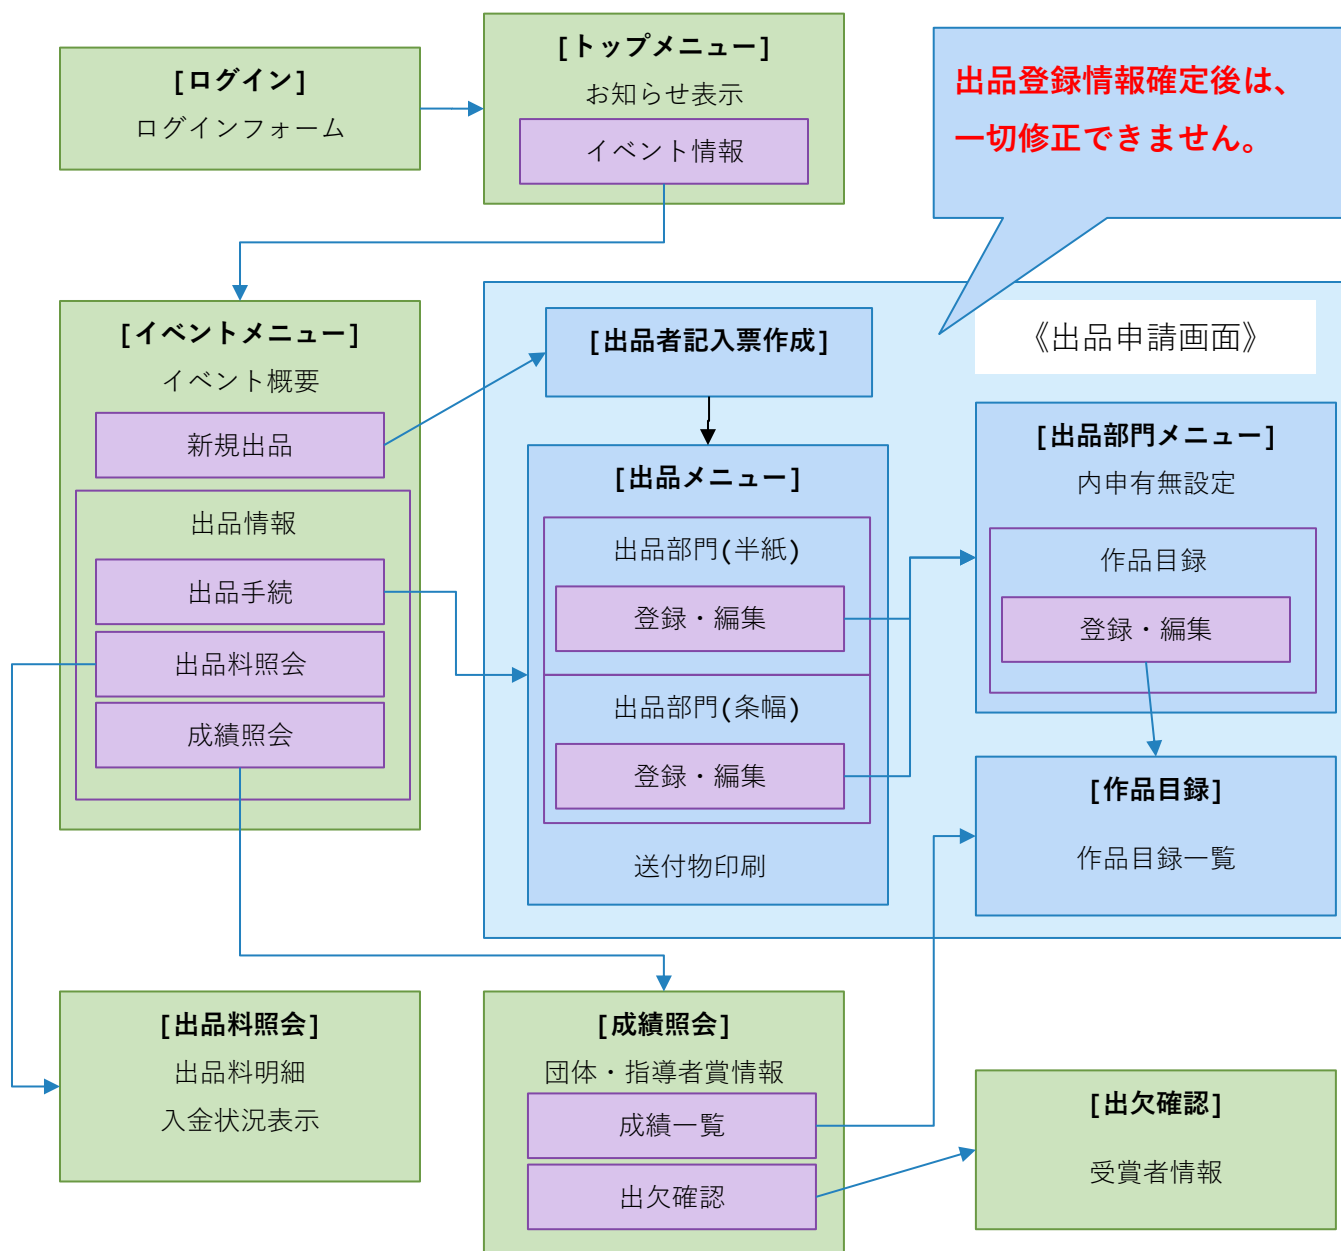 [ログイン]
ログインフォーム
[トップメニュー]
お知らせ表示
イベント情報
出品登録情報確定後は、
一切修正できません。
[イベントメニュー]
イベント概要
新規出品
出品情報
出品手続
出品料照会
成績照会
《出品申請画面》
[出品者記入票作成]
[出品メニュー]
出品部門(半紙)
登録・編集
出品部門(条幅)
登録・編集
送付物印刷
[出品部門メニュー]
内申有無設定
作品目録
登録・編集
[作品目録]
作品目録一覧
[出品料照会]
出品料明細
入金状況表示
[成績照会]
団体・指導者賞情報
成績一覧
出欠確認
[出欠確認]
受賞者情報